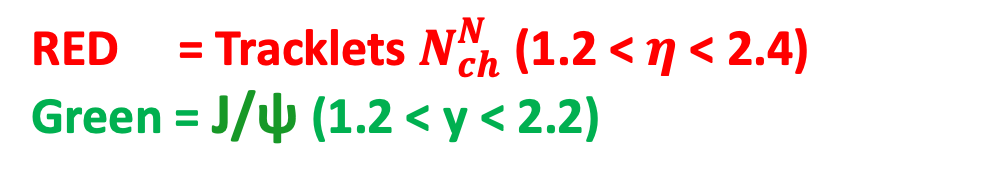 RED = Tracklets N^N_ch (1.2 < η < 2.4)
Green = J/ψ (1.2 < y < 2.2)